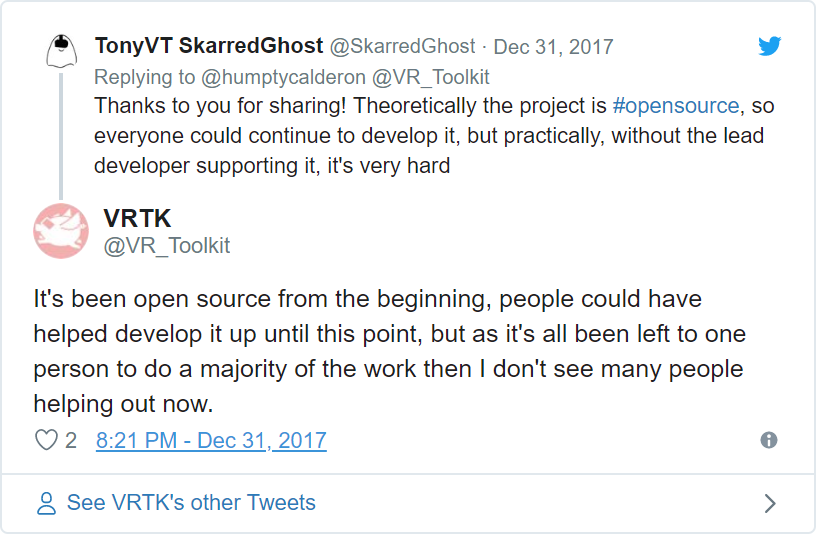 TonyVT SkarredGhost @SkarredGhost · Dec 31, 2017
Replying to @humptycalderon @VR_Toolkit
Thanks to you for sharing! Theoretically the project is #opensource, so
everyone could continue to develop it, but practically, without the lead
developer supporting it, it's very hard
VRTK
@VR_Toolkit
It's been open source from the beginning, people could have
helped develop it up until this point, but as it's all been left to one
person to do a majority of the work then I don't see many people
helping out now.
2 8:21 PM - Dec 31, 2017
See VRTK's other Tweets